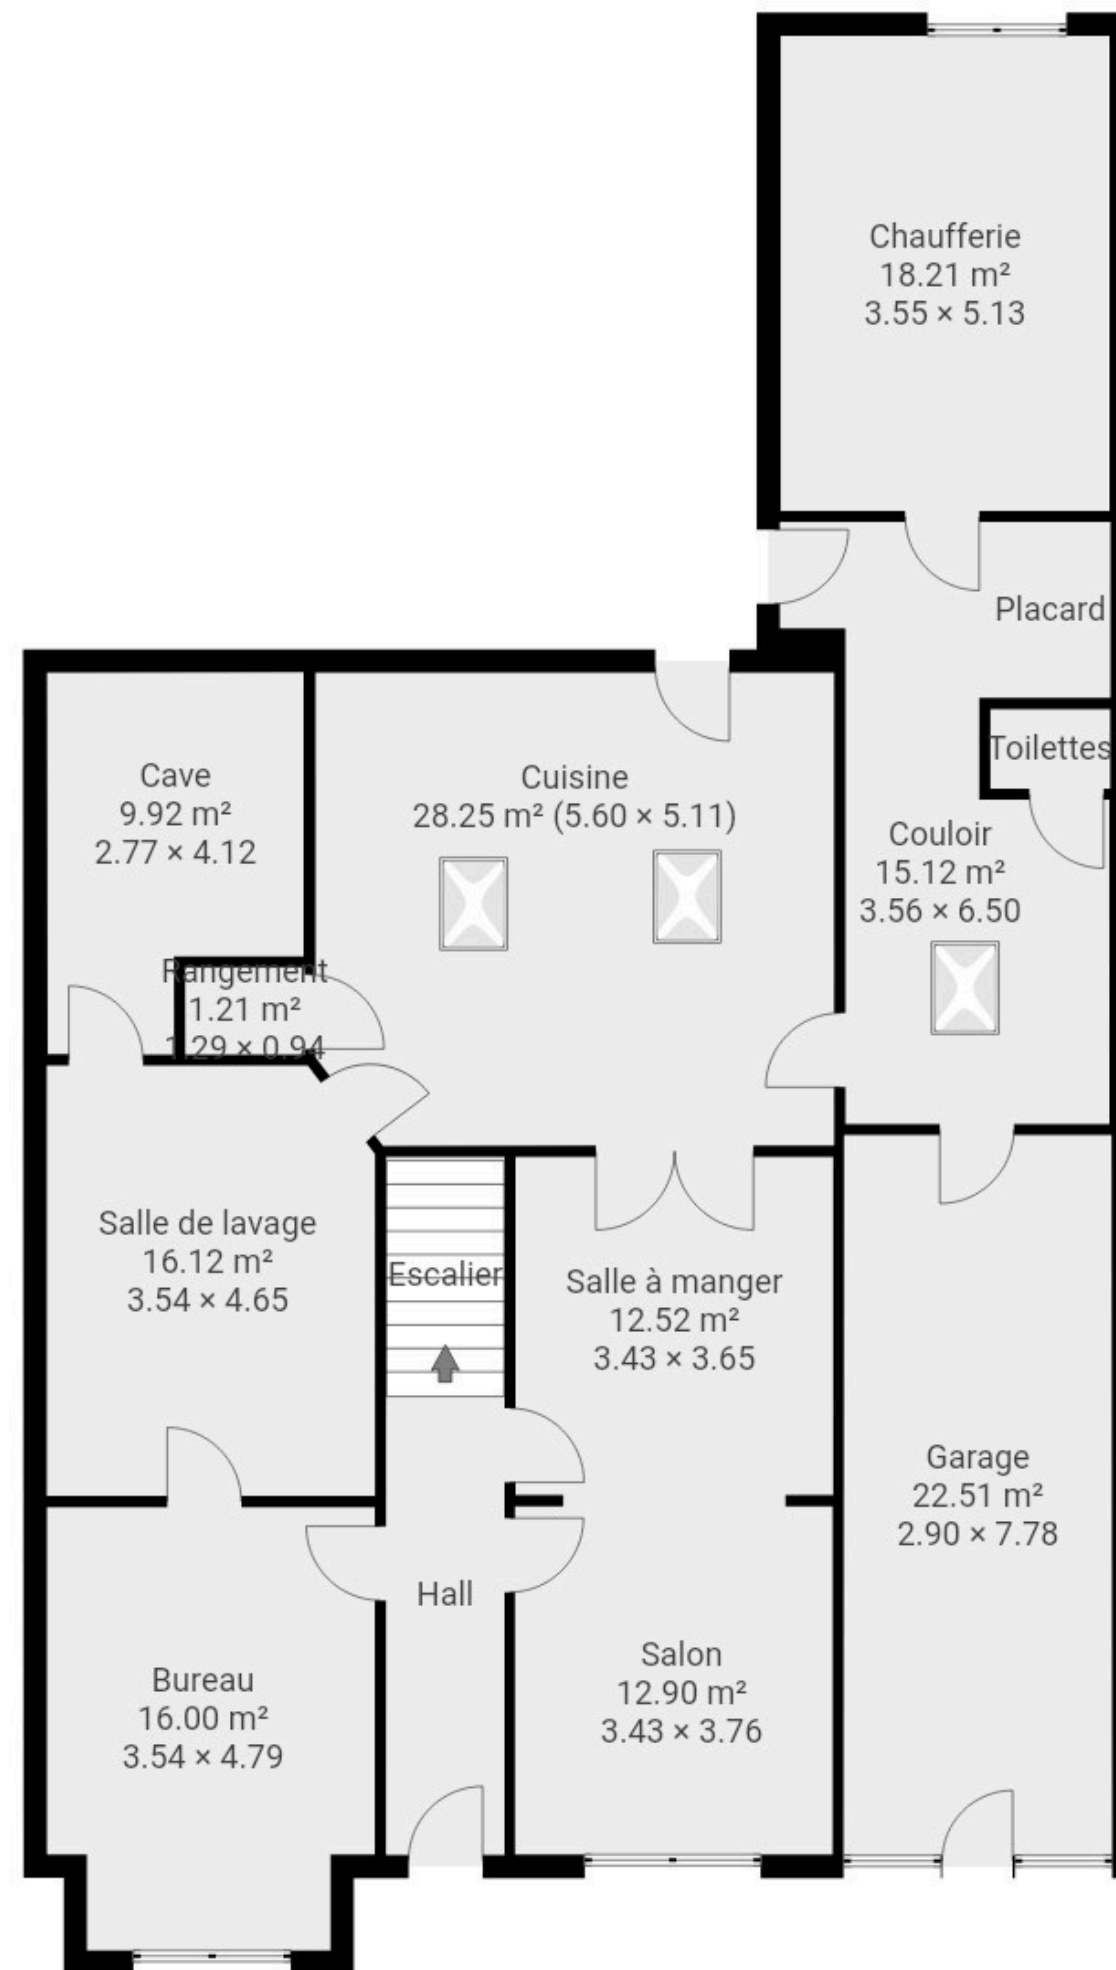 Chaufferie
18.21 m²
3.55 × 5.13
Placard
Toilettes
Cave
9.92 m²
2.77 × 4.12
Cuisine
28.25 m² (5.60 × 5.11)
Couloir
15.12 m²
3.56 × 6.50
Rangement
1.21 m²
1.29 × 0.94
Salle de lavage
16.12 m²
3.54 × 4.65
Escalier
Salle à manger
12.52 m²
3.43 × 3.65
Garage
22.51 m²
2.90 × 7.78
Hall
Bureau
16.00 m²
3.54 × 4.79
Salon
12.90 m²
3.43 × 3.76